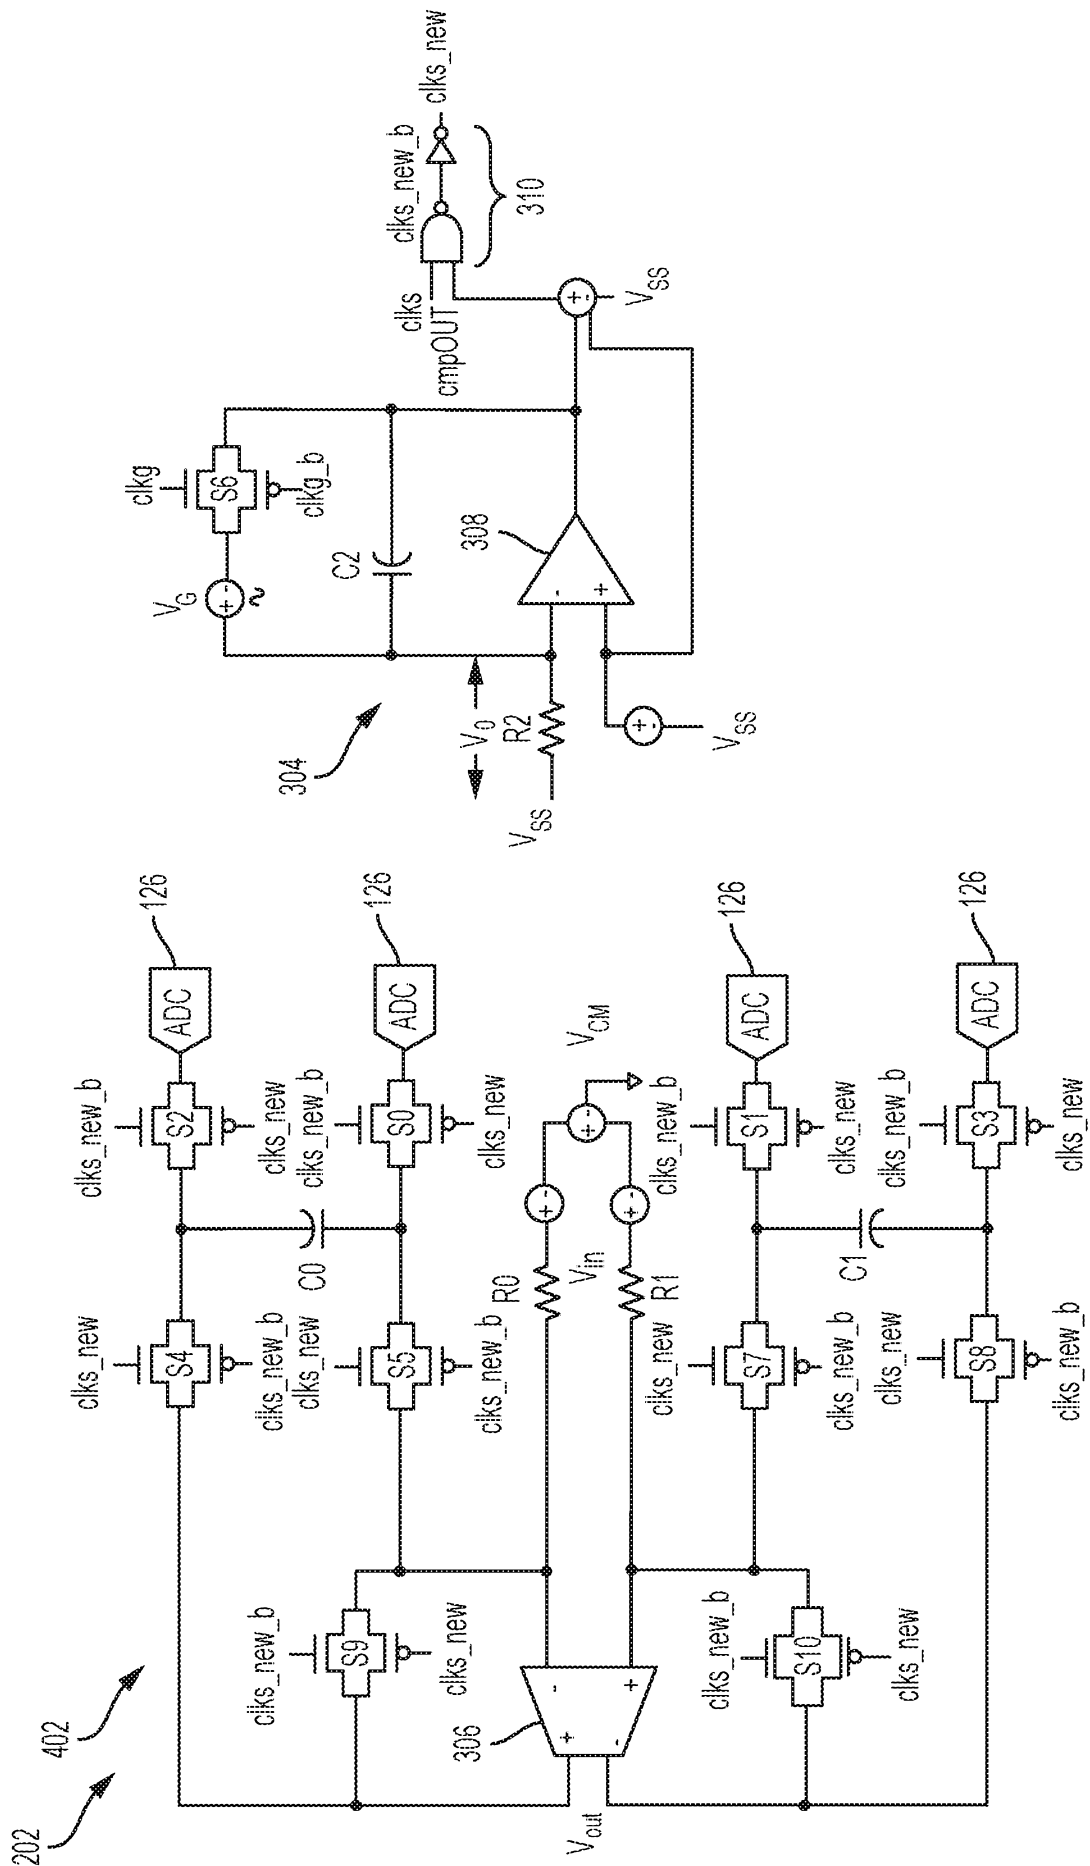 202
402
clks_new
S4
clks_new_b
clks_new_b
S2
clks_new
ADC
126
C0
clks_new
S5
clks_new_b
clks_new_b
S0
clks_new
ADC
126
clks_new_b
S9
clks_new
306
+
-
-
+
Vout
R0
Vin
R1
+ -
+ -
+ -
VCM
clks_new_b
S10
clks_new
clks_new
S7
clks_new_b
clks_new_b
S1
clks_new
ADC
126
C1
clks_new
S8
clks_new_b
clks_new_b
S3
clks_new
ADC
126
304
VG
+ -
~
clkg
S6
clkg_b
C2
V0
R2
VSS
308
-
+
+ -
VSS
+ -
VSS
clks
cmpOUT
clks_new_b
clks_new
310